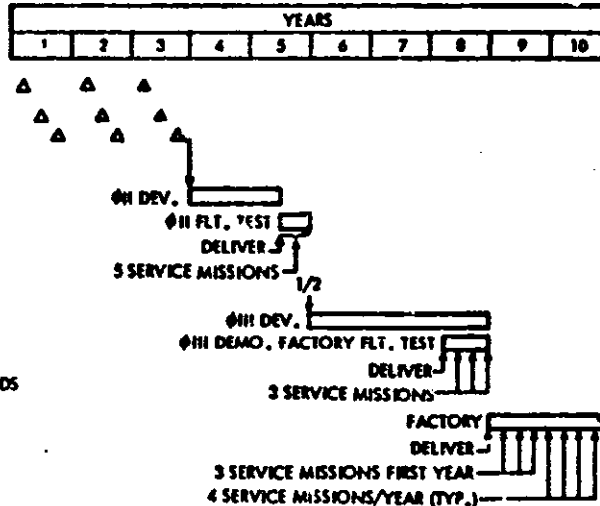 YEARS
1 2 3 4 5 6 7 8 9 10
φII DEV.
φII FLT. TEST
DELIVER
5 SERVICE MISSIONS
1/2
φIII DEV.
φIII DEMO. FACTORY FLT. TEST
DELIVER
3 SERVICE MISSIONS
DS
FACTORY
DELIVER
3 SERVICE MISSIONS FIRST YEAR
4 SERVICE MISSIONS/YEAR (TYP.)